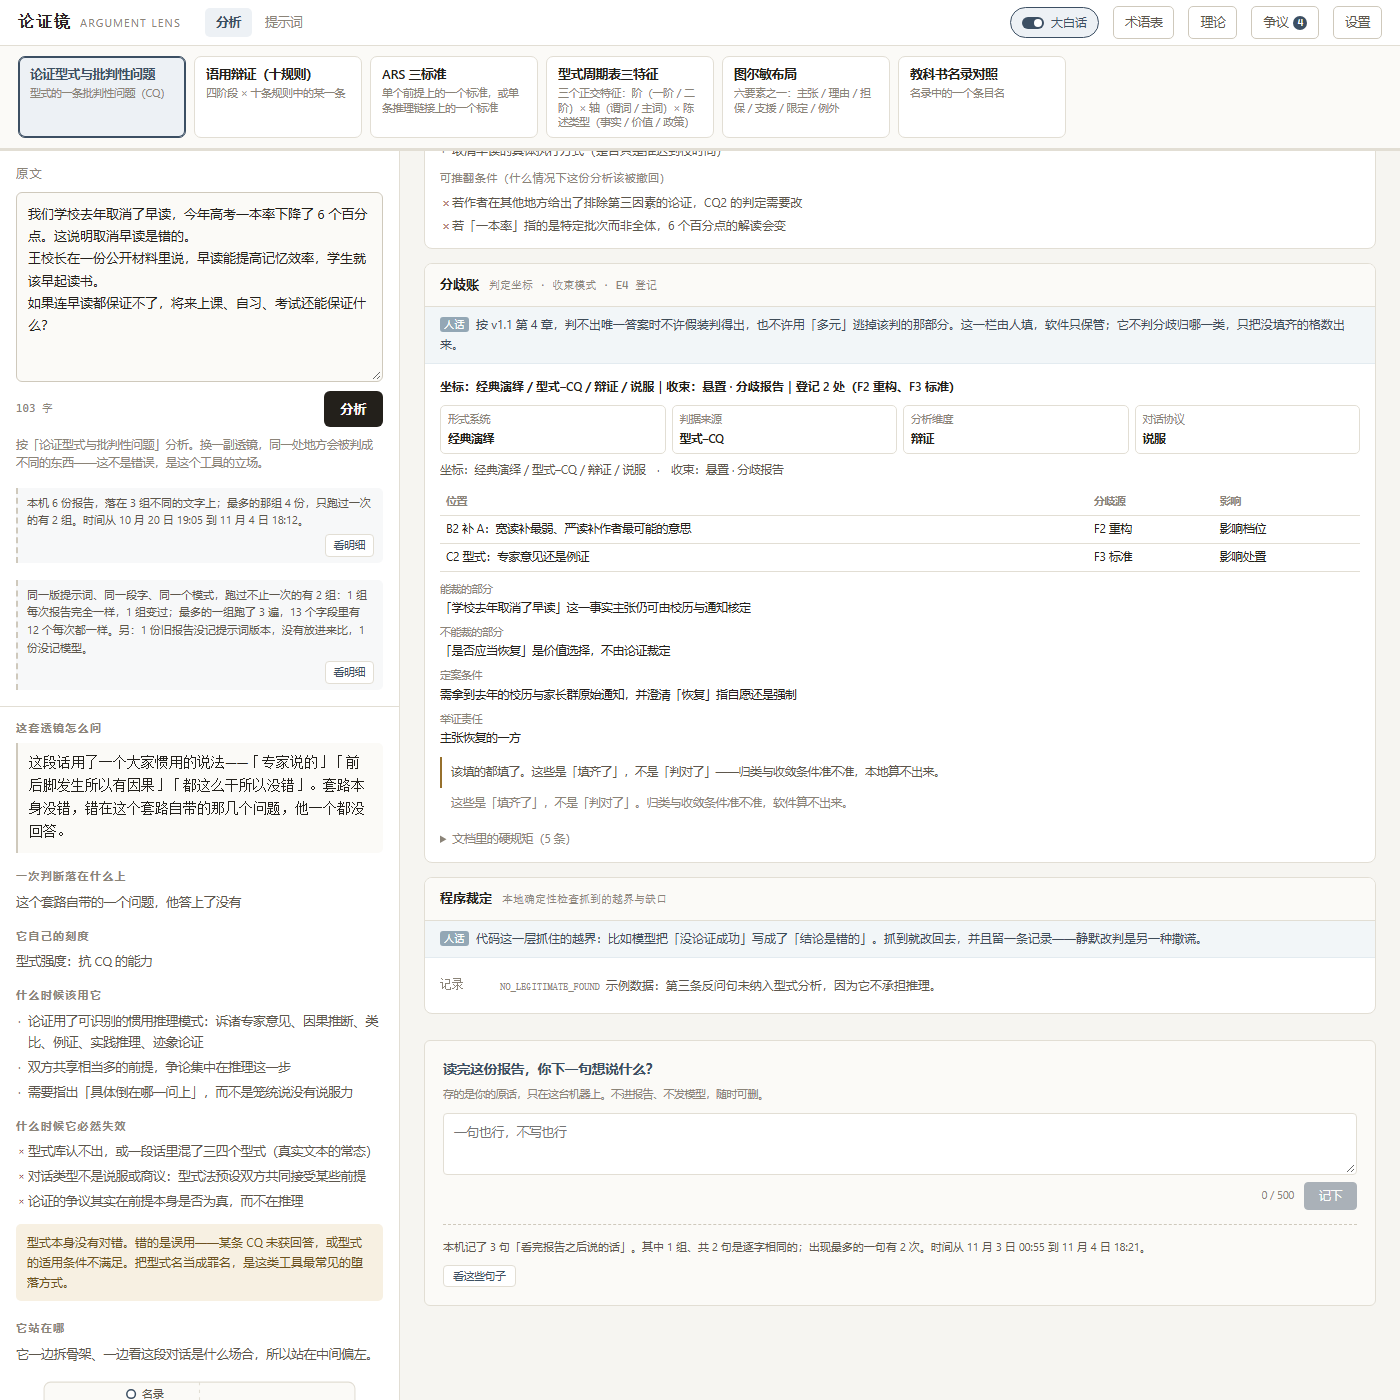 论证镜 ARGUMENT LENS 分析 提示词 大白话 术语表 理论 争议 4 设置
论证型式与批判性问题
型式的一条批判性问题（CQ）
语用辩证（十规则）
四阶段 × 十条规则中的某一条
ARS 三标准
单个前提上的一个标准，或单
条推理链接上的一个标准
型式周期表三特征
三个正交特征：阶（一阶 / 二
阶）× 轴（谓词 / 主词）× 陈
述类型（事实 / 价值 / 政策）
图尔敏布局
六要素之一：主张 / 理由 / 担
保 / 支援 / 限定 / 例外
教科书名录对照
名录中的一个条目名
原文
我们学校去年取消了早读，今年高考一本率下降了 6 个百分
点。这说明取消早读是错的。
王校长在一份公开材料里说，早读能提高记忆效率，学生就
该早起读书。
如果连早读都保证不了，将来上课、自习、考试还能保证什
么？
103 字
分析
按「论证型式与批判性问题」分析。换一副透镜，同一处地方会被判成
不同的东西——这不是错误，是这个工具的立场。
本机 6 份报告，落在 3 组不同的文字上；最多的那组 4 份，只跑过一次
的有 2 组。时间从 10 月 20 日 19:05 到 11 月 4 日 18:12。
看明细
同一版提示词、同一段字、同一个模式，跑过不止一次的有 2 组：1 组
每次报告完全一样，1 组变过；最多的一组跑了 3 遍，13 个字段里有
12 个每次都一样。另：1 份旧报告没记提示词版本，没有放进来比，1
份没记模型。
看明细
这套透镜怎么问
这段话用了一个大家惯用的说法——「专家说的」「前
后脚发生所以有因果」「都这么干所以没错」。套路本
身没错，错在这个套路自带的那几个问题，他一个都没
回答。
一次判断落在什么上
这个套路自带的一个问题，他答上了没有
它自己的刻度
型式强度：抗 CQ 的能力
什么时候该用它
· 论证用了可识别的惯用推理模式：诉诸专家意见、因果推断、类
比、例证、实践推理、迹象论证
· 双方共享相当多的前提，争论集中在推理这一步
· 需要指出「具体倒在哪一问上」，而不是笼统说没有说服力
什么时候它必然失效
× 型式库认不出，或一段话里混了三四个型式（真实文本的常态）
× 对话类型不是说服或商议：型式法预设双方共同接受某些前提
× 论证的争议其实在前提本身是否为真，而不在推理
型式本身没有对错。错的是误用——某条 CQ 未获回答，或型式
的适用条件不满足。把型式名当成罪名，是这类工具最常见的堕
落方式。
它站在哪
它一边拆骨架、一边看这段对话是什么场合，所以站在中间偏左。
名录
· 取消早读的具体执行方式（是否只是推迟到校时间）
可推翻条件（什么情况下这份分析该被撤回）
× 若作者在其他地方给出了排除第三因素的论证，CQ2 的判定需要改
× 若「一本率」指的是特定批次而非全体，6 个百分点的解读会变
分歧账 判定坐标 · 收束模式 · E4 登记
人话 按 v1.1 第 4 章，判不出唯一答案时不许假装判得出，也不许用「多元」逃掉该判的那部分。这一栏由人填，软件只保管；它不判分歧归哪一类，只把没填齐的格数出
来。
坐标：经典演绎 / 型式–CQ / 辩证 / 说服 | 收束：悬置 · 分歧报告 | 登记 2 处（F2 重构、F3 标准）
形式系统
经典演绎
判据来源
型式–CQ
分析维度
辩证
对话协议
说服
坐标：经典演绎 / 型式–CQ / 辩证 / 说服 · 收束：悬置 · 分歧报告
位置 分歧源 影响
B2 补 A：宽读补最弱、严读补作者最可能的意思 F2 重构 影响档位
C2 型式：专家意见还是例证 F3 标准 影响处置
能裁的部分
「学校去年取消了早读」这一事实主张仍可由校历与通知核定
不能裁的部分
「是否应当恢复」是价值选择，不由论证裁定
定案条件
需拿到去年的校历与家长群原始通知，并澄清「恢复」指自愿还是强制
举证责任
主张恢复的一方
该填的都填了。这些是「填齐了」，不是「判对了」——归类与收敛条件准不准，本地算不出来。
这些是「填齐了」，不是「判对了」。归类与收敛条件准不准，软件算不出来。
▶ 文档里的硬规矩（5 条）
程序裁定 本地确定性检查抓到的越界与缺口
人话 代码这一层抓住的越界：比如模型把「没论证成功」写成了「结论是错的」。抓到就改回去，并且留一条记录——静默改判是另一种撒谎。
记录 NO_LEGITIMATE_FOUND 示例数据：第三条反问句未纳入型式分析，因为它不承担推理。
读完这份报告，你下一句想说什么？
存的是你的原话，只在这台机器上。不进报告、不发模型，随时可删。
一句也行，不写也行
0 / 500 记下
本机记了 3 句「看完报告之后说的话」。其中 1 组、共 2 句是逐字相同的；出现最多的一句有 2 次。时间从 11 月 3 日 00:55 到 11 月 4 日 18:21。
看这些句子